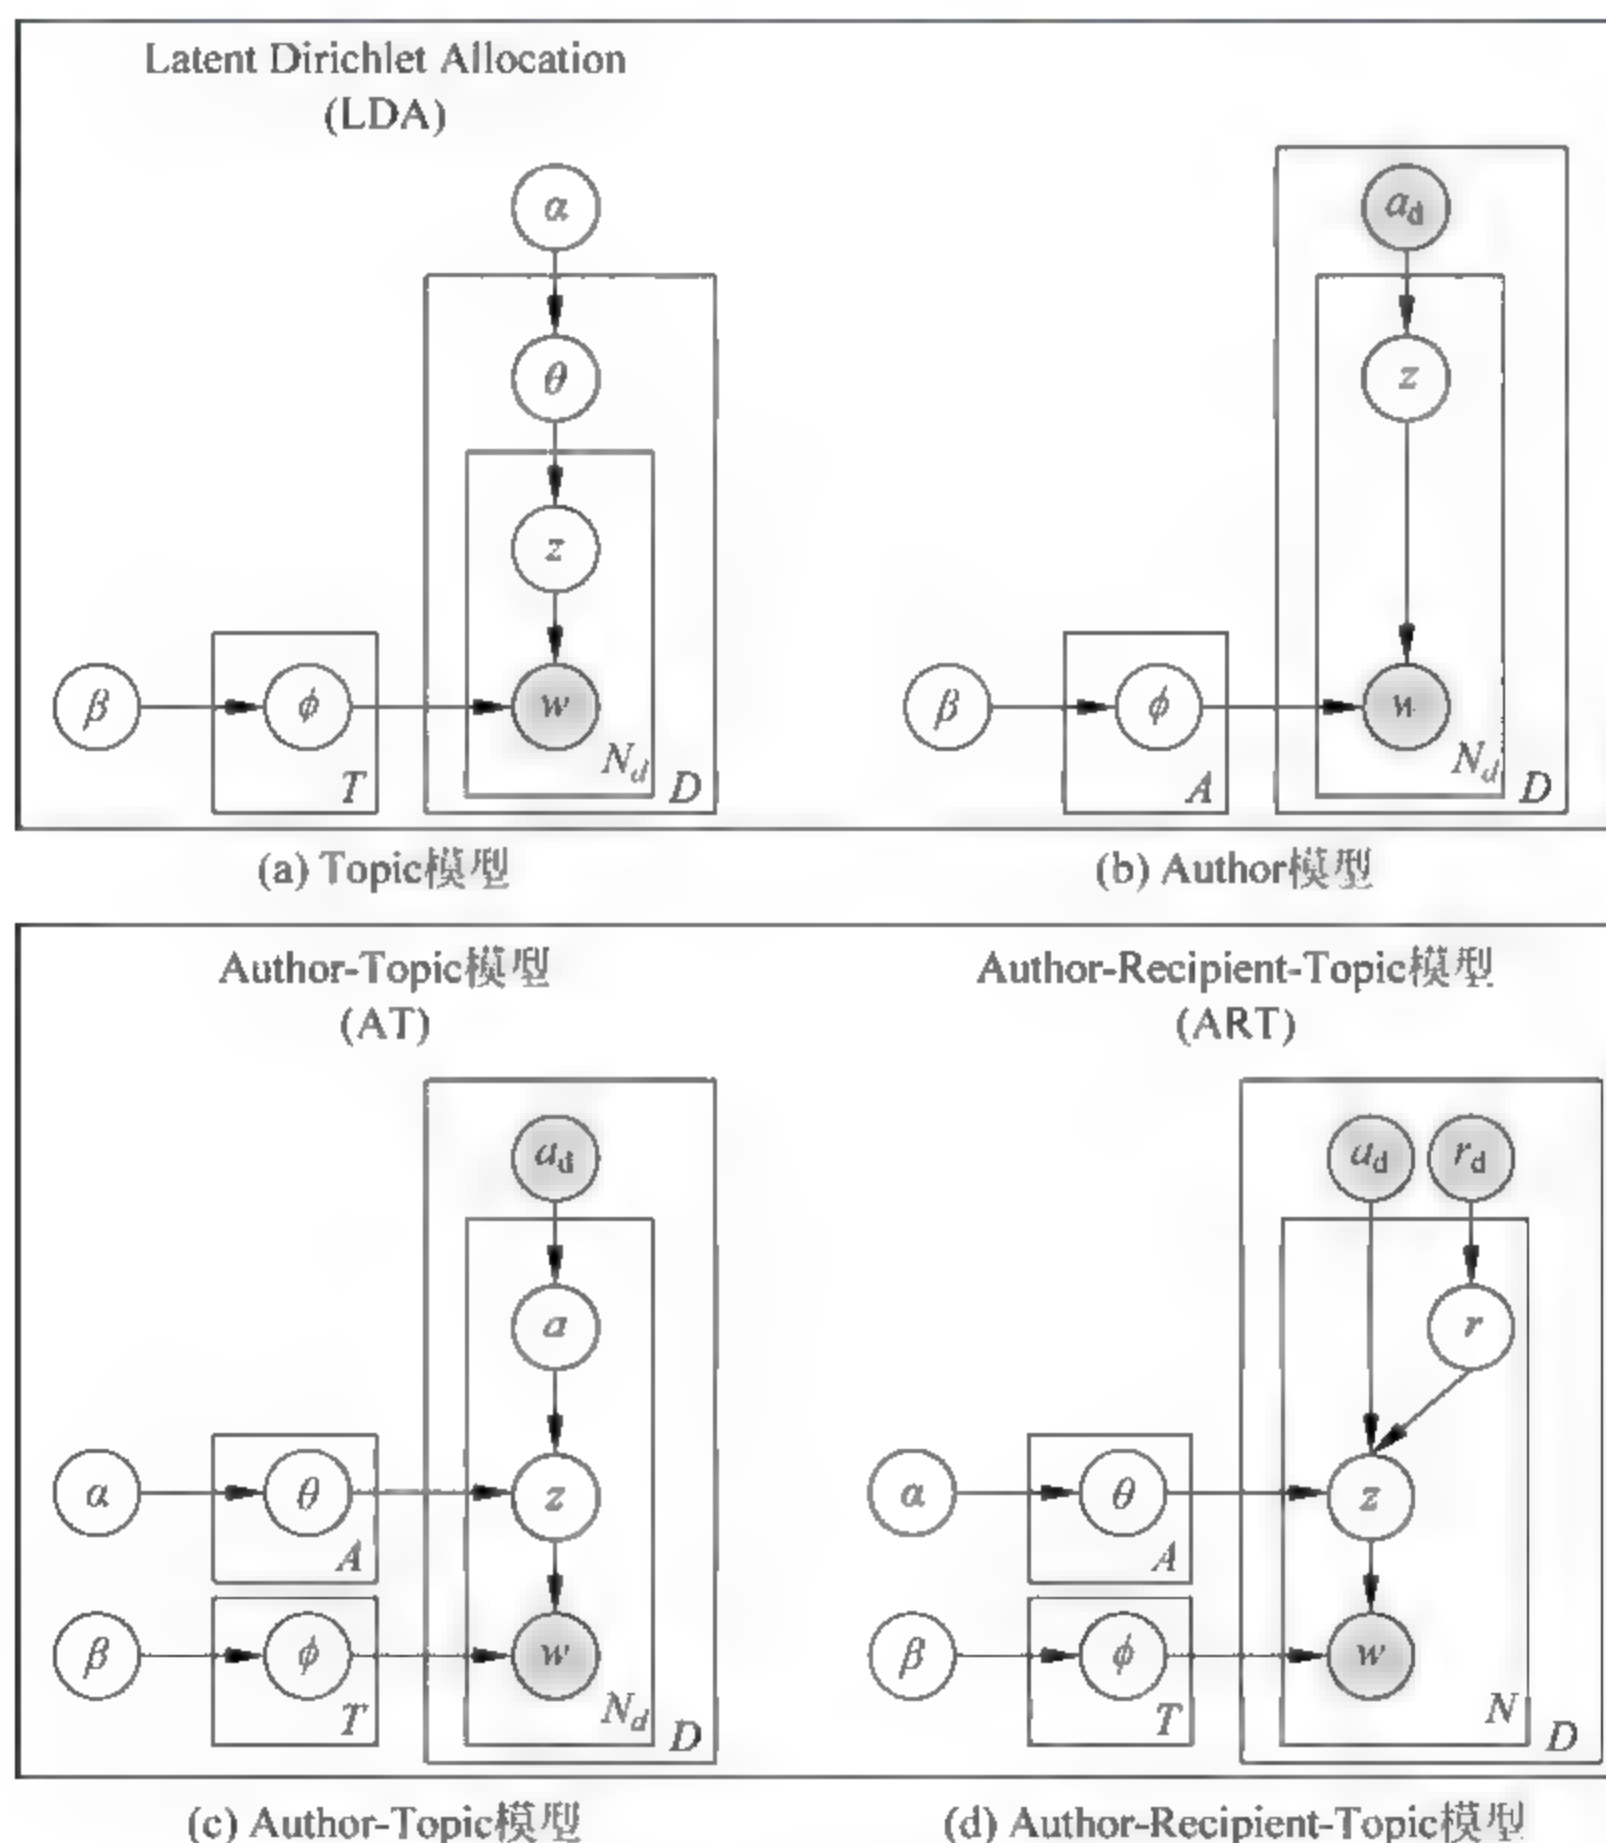 Latent Dirichlet Allocation
(LDA)
α
θ
z
β
ϕ
w
T
N_d
D
a_d
z
β
ϕ
w
A
N_d
D
(a) Topic模型
(b) Author模型
Author-Topic模型
(AT)
a_d
a
α
θ
z
A
β
ϕ
w
T
N_d
D
Author-Recipient-Topic模型
(ART)
a_d
r_d
r
α
θ
z
A
β
ϕ
w
T
N
D
(c) Author-Topic模型
(d) Author-Recipient-Topic模型